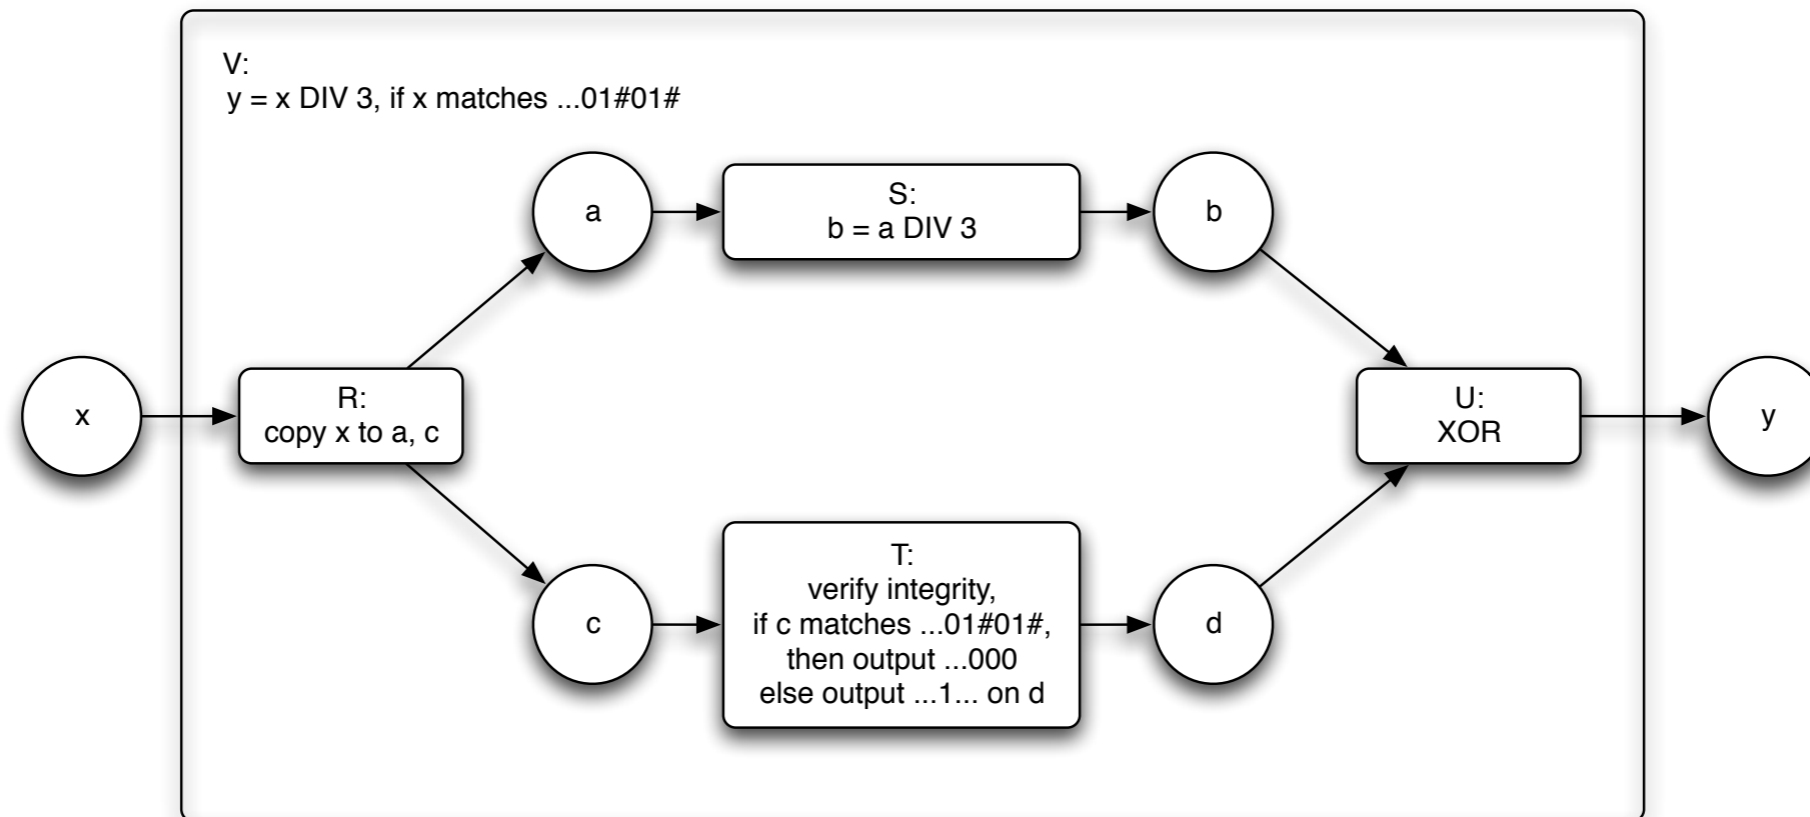 V:
y = x DIV 3, if x matches ...01#01#
a
S:
b = a DIV 3
b
x
R:
copy x to a, c
U:
XOR
y
c
T:
verify integrity,
if c matches ...01#01#,
then output ...000
else output ...1... on d
d